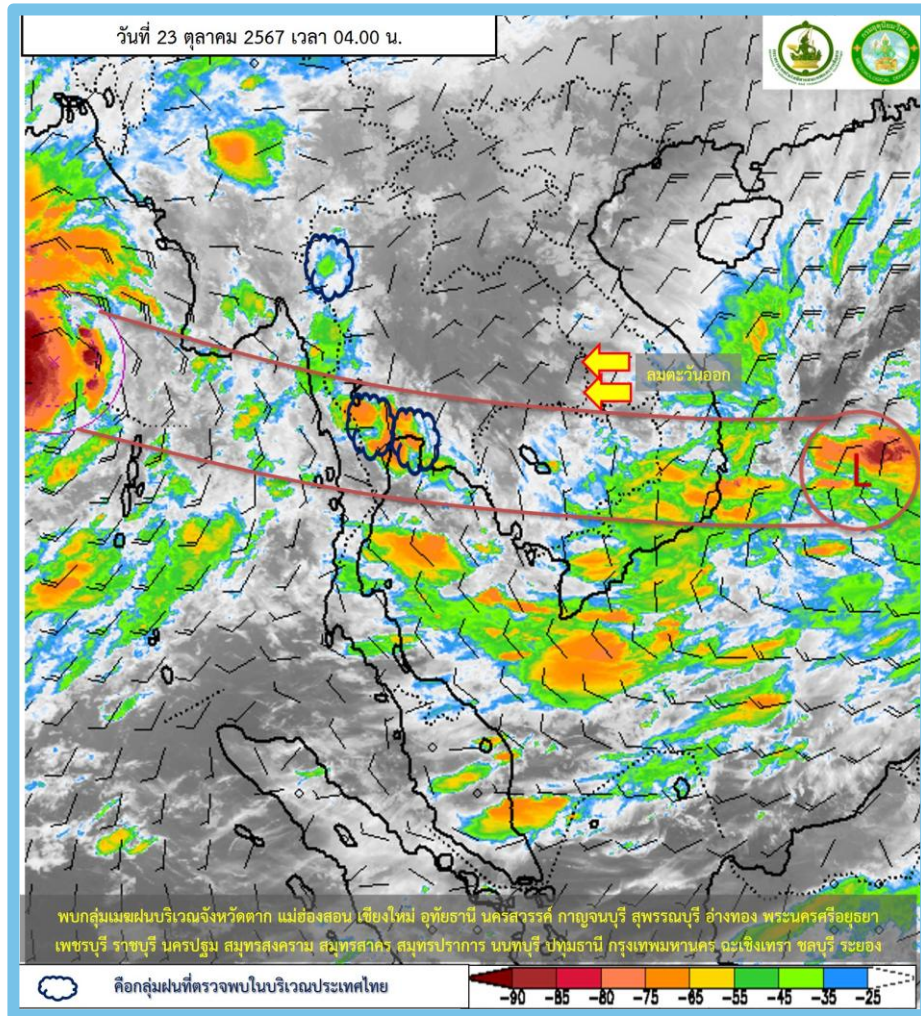 วันที่ 23 ตุลาคม 2567 เวลา 04.00 น.
ลมตะวันออก
L
พบกลุ่มเมฆฝนบริเวณจังหวัดตาก แม่ฮ่องสอน เชียงใหม่ อุทัยธานี นครสวรรค์ กาญจนบุรี สุพรรณบุรี อ่างทอง พระนครศรีอยุธยา
เพชรบุรี ราชบุรี นครปฐม สมุทรสงคราม สมุทรสาคร สมุทรปราการ นนทบุรี ปทุมธานี กรุงเทพมหานคร ฉะเชิงเทรา ชลบุรี ระยอง
คือกลุ่มฝนที่ตรวจพบในบริเวณประเทศไทย
-90 -85 -80 -75 -65 -55 -45 -35 -25